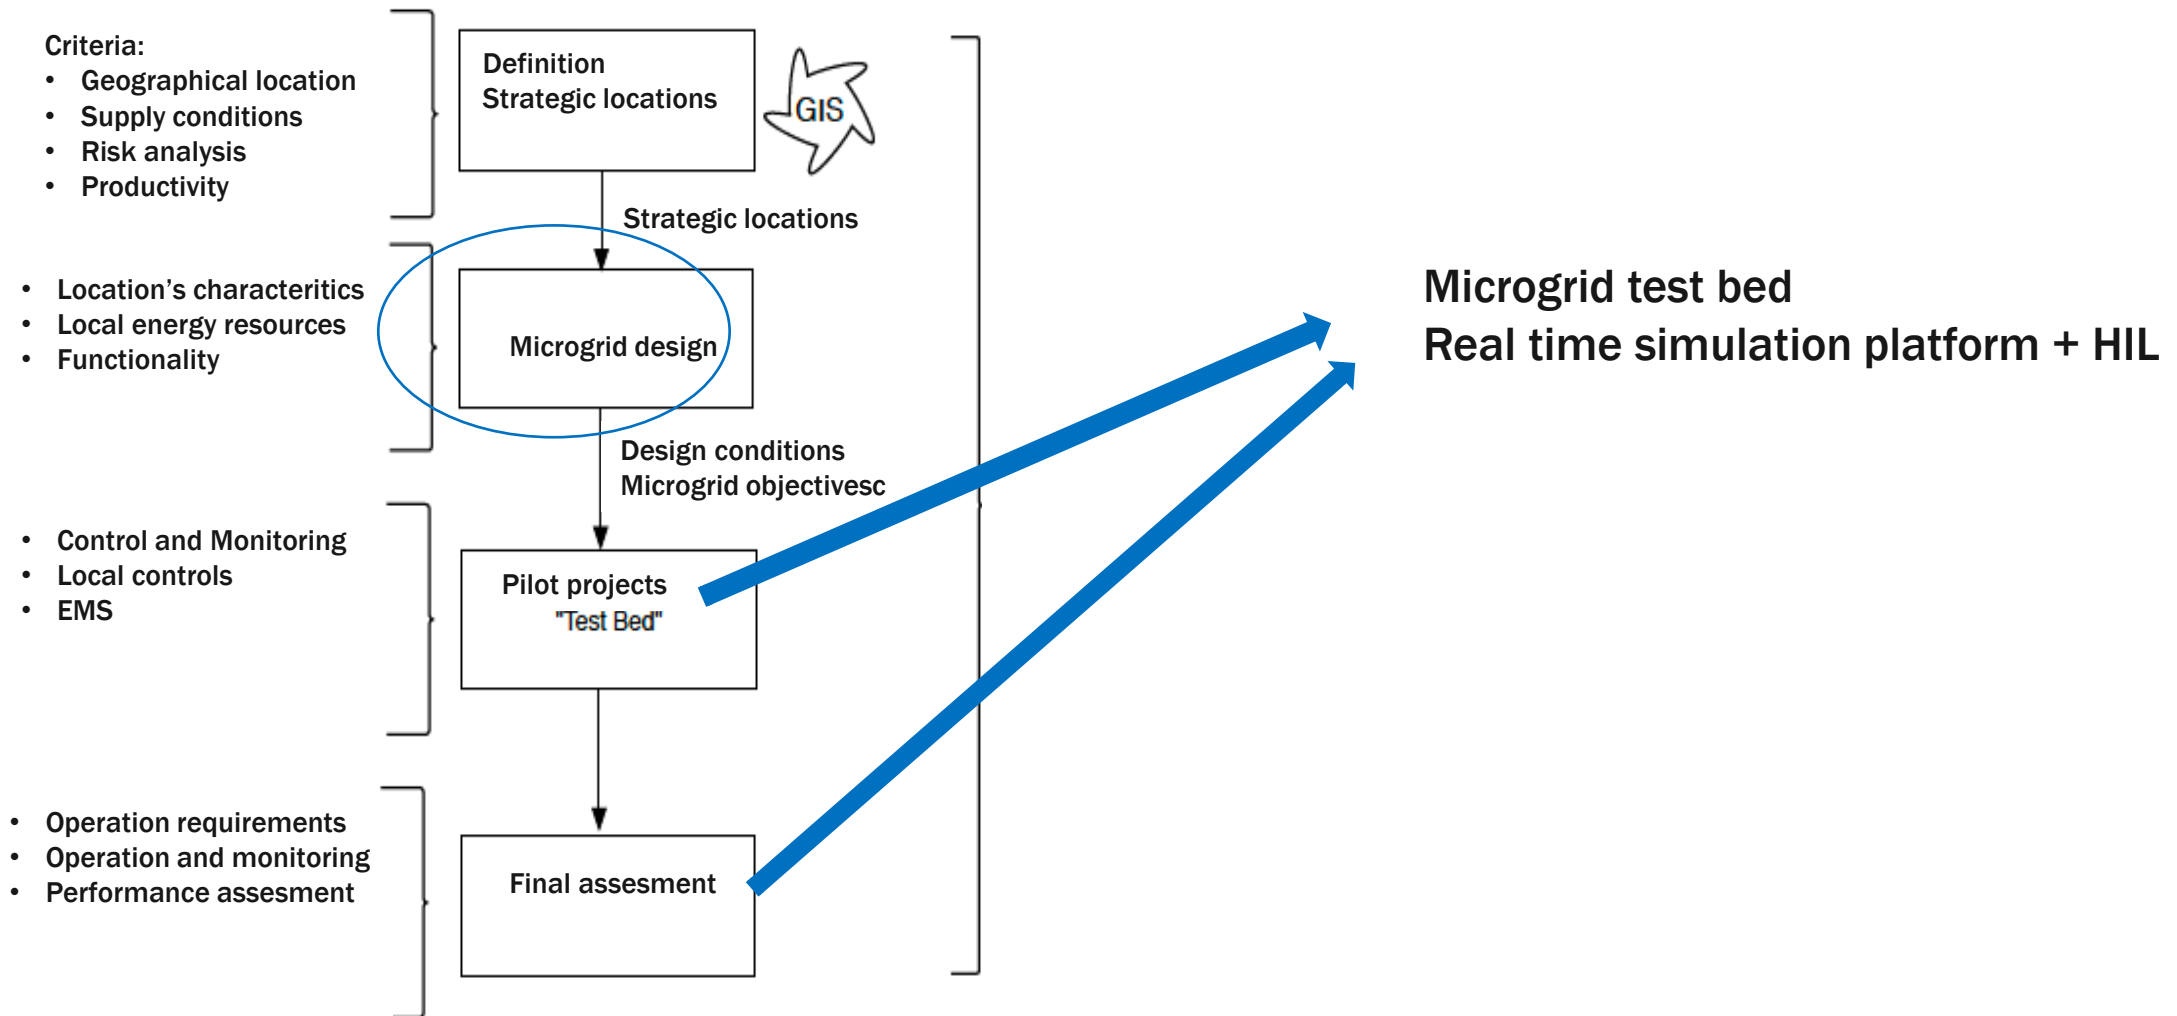 Criteria:
• Geographical location
• Supply conditions
• Risk analysis
• Productivity
Definition
Strategic locations
GIS
Strategic locations
• Location's characteritics
• Local energy resources
• Functionality
Microgrid design
Design conditions
Microgrid objectivesc
• Control and Monitoring
• Local controls
• EMS
Pilot projects
"Test Bed"
• Operation requirements
• Operation and monitoring
• Performance assesment
Final assesment
Microgrid test bed
Real time simulation platform + HIL